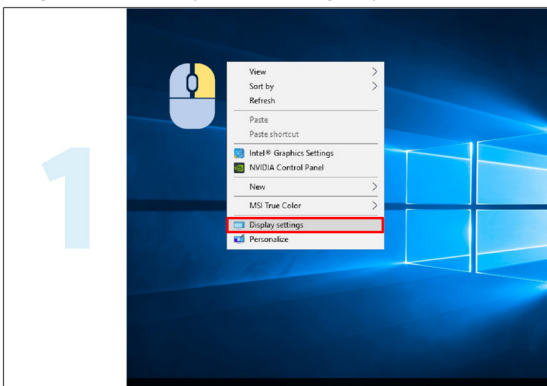 1
View
Sort by
Refresh
Paste
Paste shortcut
Intel® Graphics Settings
NVIDIA Control Panel
New
MSI True Color
Display settings
Personalize